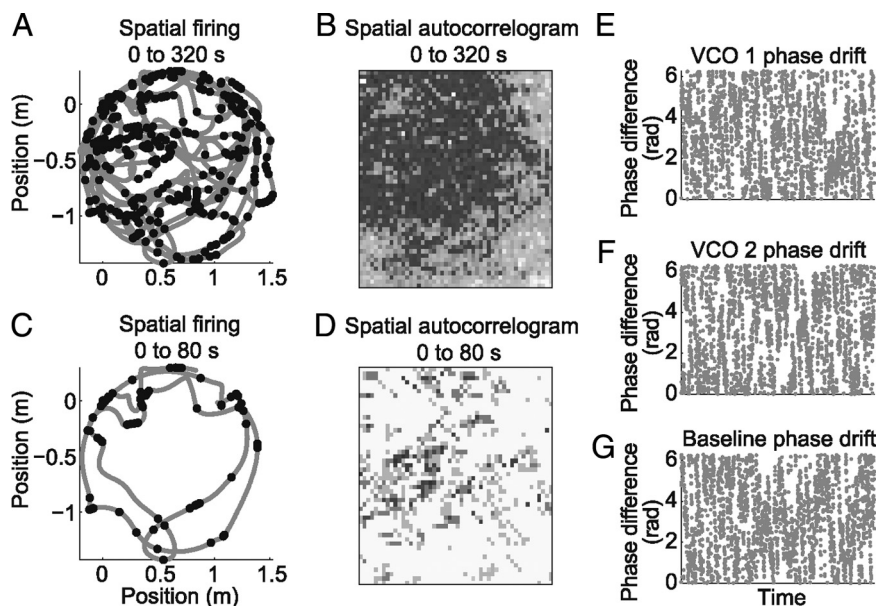 A
Spatial firing
0 to 320 s
Position (m)
0
−0.5
−1
0
0.5
1
1.5
B
Spatial autocorrelogram
0 to 320 s
C
Spatial firing
0 to 80 s
Position (m)
0
−0.5
−1
0
0.5
1
1.5
Position (m)
D
Spatial autocorrelogram
0 to 80 s
E
VCO 1 phase drift
Phase difference
(rad)
6
4
2
0
F
VCO 2 phase drift
Phase difference
(rad)
6
4
2
0
G
Baseline phase drift
Phase difference
(rad)
6
4
2
0
Time